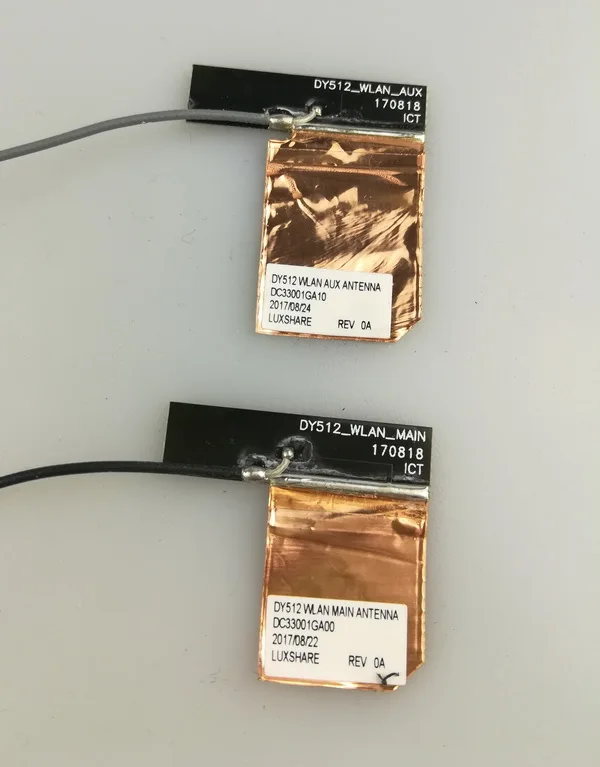 DY512_WLAN_AUX
170818
ICT
DY512 WLAN AUX ANTENNA
DC33001GA10
2017/08/24
LUXSHARE REV 0A
DY512_WLAN_MAIN
170818
ICT
DY512 WLAN MAIN ANTENNA
DC33001GA00
2017/08/22
LUXSHARE REV 0A